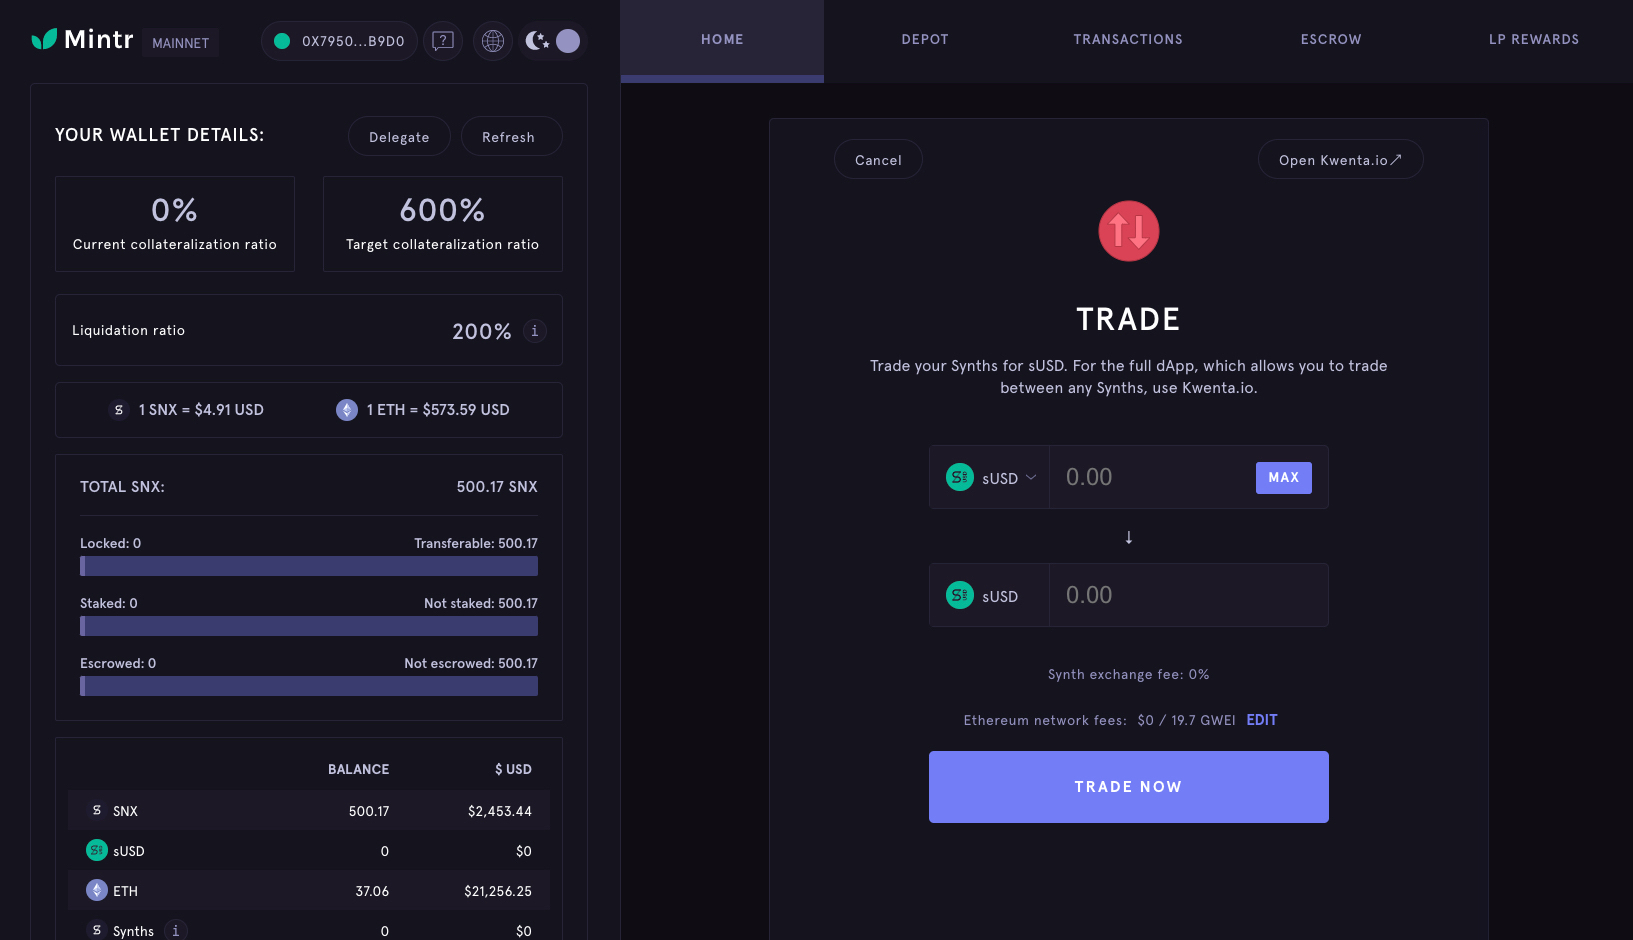 Mintr MAINNET 0X7950...B9D0 ?
HOME DEPOT TRANSACTIONS ESCROW LP REWARDS
YOUR WALLET DETAILS: Delegate Refresh
0% 600%
Current collateralization ratio Target collateralization ratio
Liquidation ratio 200% i
1 SNX = $4.91 USD 1 ETH = $573.59 USD
TOTAL SNX: 500.17 SNX
Locked: 0 Transferable: 500.17
Staked: 0 Not staked: 500.17
Escrowed: 0 Not escrowed: 500.17
BALANCE $ USD
SNX 500.17 $2,453.44
sUSD 0 $0
ETH 37.06 $21,256.25
Synths i 0 $0
Cancel Open Kwenta.io↗
TRADE
Trade your Synths for sUSD. For the full dApp, which allows you to trade
between any Synths, use Kwenta.io.
sUSD 0.00 MAX
↓
sUSD 0.00
Synth exchange fee: 0%
Ethereum network fees: $0 / 19.7 GWEI EDIT
TRADE NOW